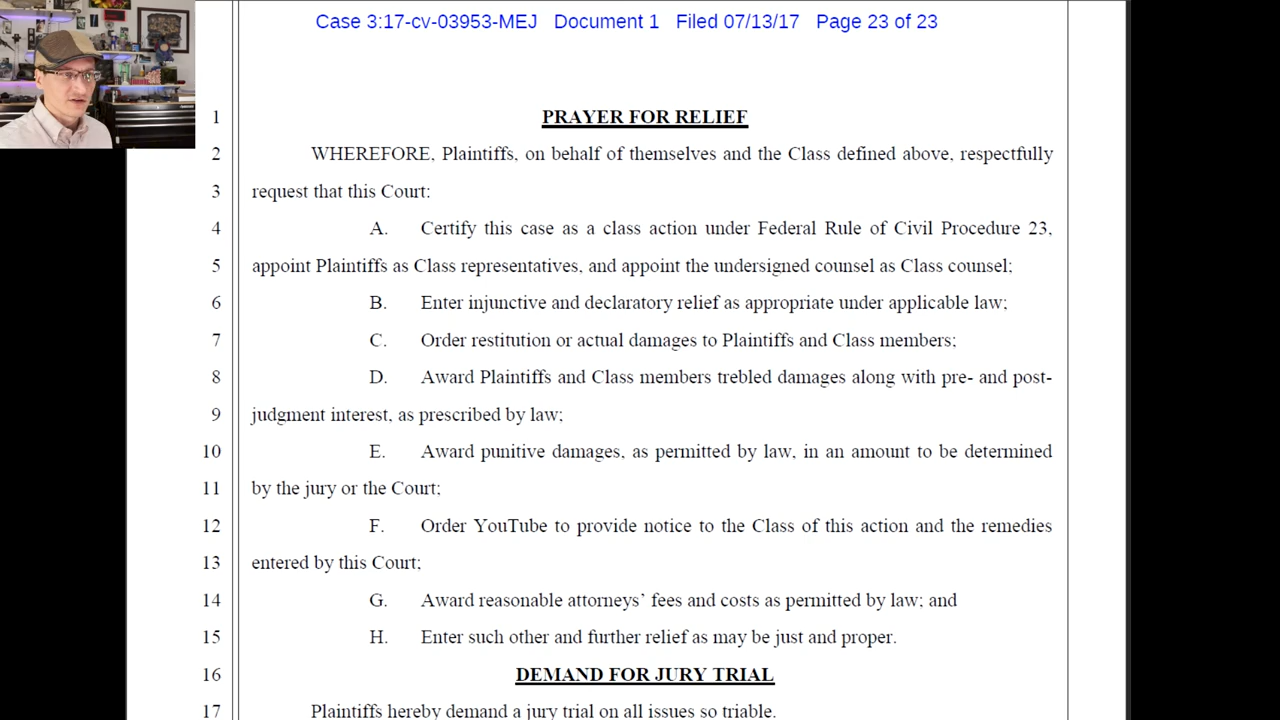 Case 3:17-cv-03953-MEJ Document 1 Filed 07/13/17 Page 23 of 23
1 PRAYER FOR RELIEF
2 WHEREFORE, Plaintiffs, on behalf of themselves and the Class defined above, respectfully
3 request that this Court:
4 A. Certify this case as a class action under Federal Rule of Civil Procedure 23,
5 appoint Plaintiffs as Class representatives, and appoint the undersigned counsel as Class counsel;
6 B. Enter injunctive and declaratory relief as appropriate under applicable law;
7 C. Order restitution or actual damages to Plaintiffs and Class members;
8 D. Award Plaintiffs and Class members trebled damages along with pre- and post-
9 judgment interest, as prescribed by law;
10 E. Award punitive damages, as permitted by law, in an amount to be determined
11 by the jury or the Court;
12 F. Order YouTube to provide notice to the Class of this action and the remedies
13 entered by this Court;
14 G. Award reasonable attorneys’ fees and costs as permitted by law; and
15 H. Enter such other and further relief as may be just and proper.
16 DEMAND FOR JURY TRIAL
17 Plaintiffs hereby demand a jury trial on all issues so triable.